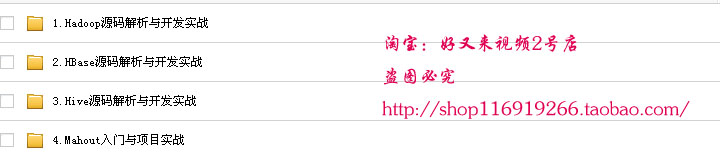 1.Hadoop源码解析与开发实战
2.HBase源码解析与开发实战
3.Hive源码解析与开发实战
4.Mahout入门与项目实战
淘宝：好又来视频2号店
盗图必究
http://shop116919266.taobao.com/